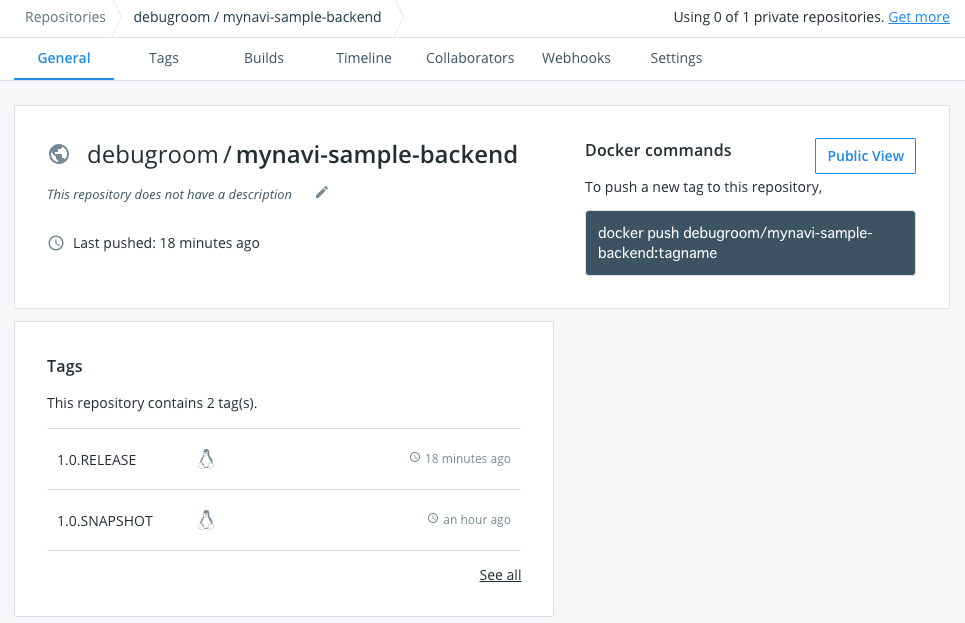 Repositories
debugroom / mynavi-sample-backend
Using 0 of 1 private repositories. Get more
General
Tags
Builds
Timeline
Collaborators
Webhooks
Settings
debugroom / mynavi-sample-backend
This repository does not have a description
Last pushed: 18 minutes ago
Docker commands
Public View
To push a new tag to this repository,
docker push debugroom/mynavi-sample-
backend:tagname
Tags
This repository contains 2 tag(s).
1.0.RELEASE
18 minutes ago
1.0.SNAPSHOT
an hour ago
See all